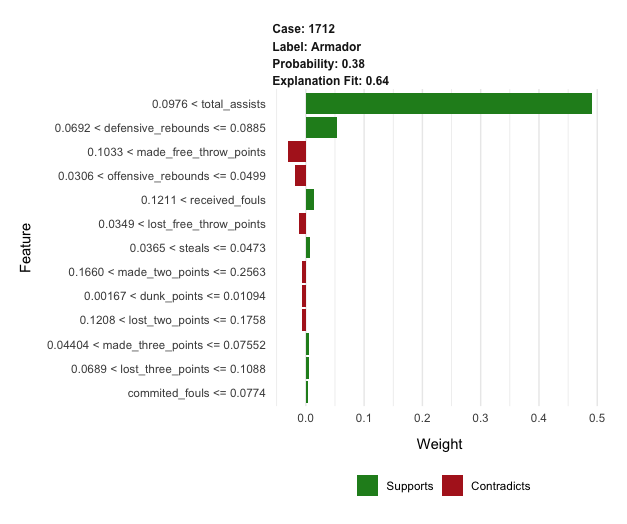 Case: 1712
Label: Armador
Probability: 0.38
Explanation Fit: 0.64
0.0976 < total_assists
0.0692 < defensive_rebounds <= 0.0885
0.1033 < made_free_throw_points
0.0306 < offensive_rebounds <= 0.0499
0.1211 < received_fouls
0.0349 < lost_free_throw_points
0.0365 < steals <= 0.0473
0.1660 < made_two_points <= 0.2563
0.00167 < dunk_points <= 0.01094
0.1208 < lost_two_points <= 0.1758
0.04404 < made_three_points <= 0.07552
0.0689 < lost_three_points <= 0.1088
commited_fouls <= 0.0774
Feature
0.0 0.1 0.2 0.3 0.4 0.5
Weight
Supports Contradicts